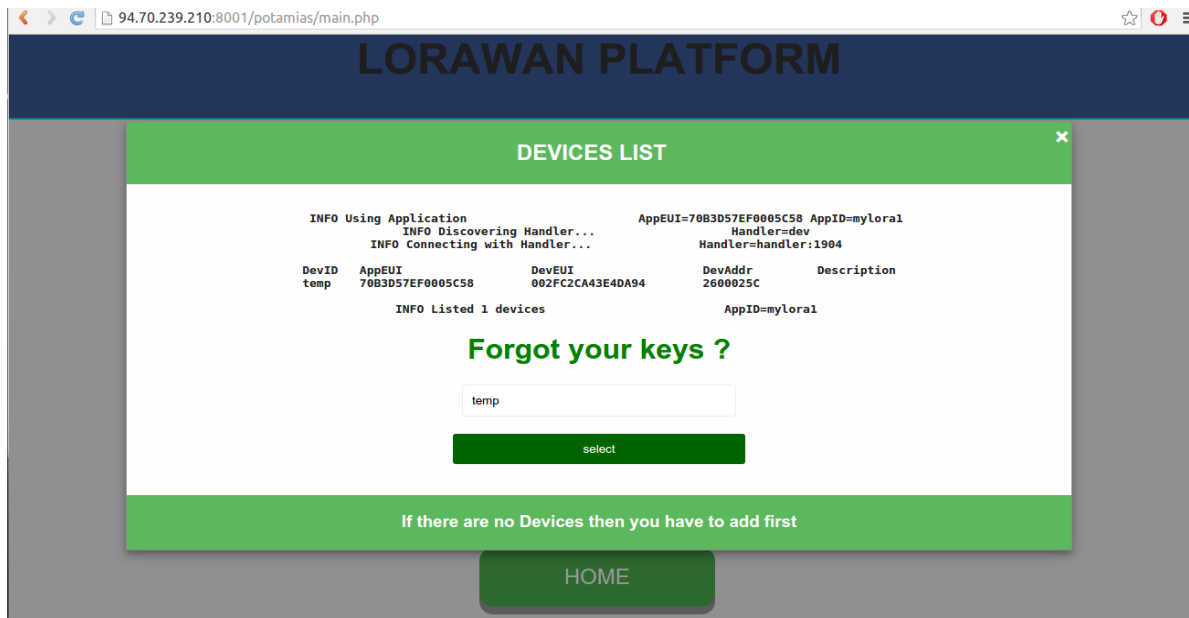 94.70.239.210:8001/potamias/main.php
LORAWAN PLATFORM
DEVICES LIST
×
INFO Using Application AppEUI=70B3D57EF0005C58 AppID=mylora1
INFO Discovering Handler... Handler=dev
INFO Connecting with Handler... Handler=handler:1904
DevID AppEUI DevEUI DevAddr Description
temp 70B3D57EF0005C58 002FC2CA43E4DA94 2600025C
INFO Listed 1 devices AppID=mylora1
Forgot your keys ?
temp
select
If there are no Devices then you have to add first
HOME